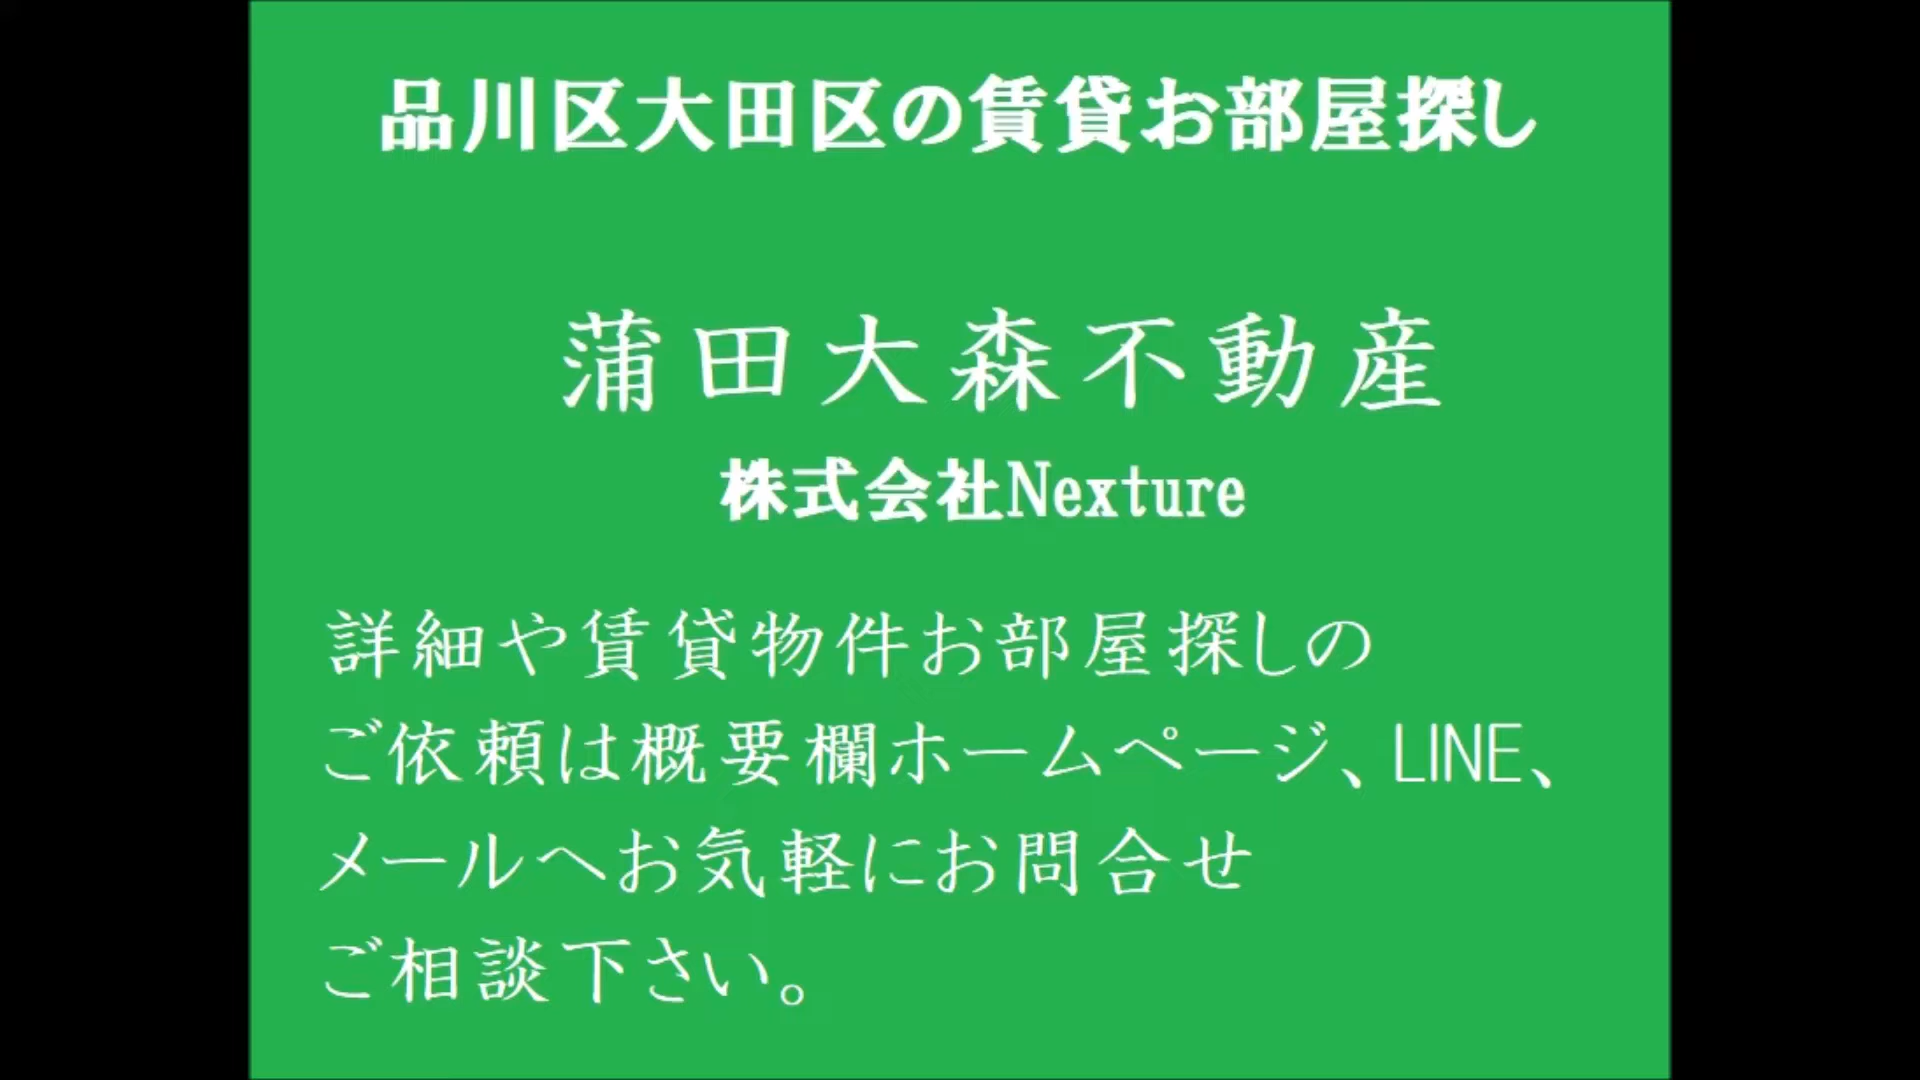 品川区大田区の賃貸お部屋探し
蒲田大森不動産
株式会社Nexture
詳細や賃貸物件お部屋探しの
ご依頼は概要欄ホームページ、LINE、
メールへお気軽にお問合せ
ご相談下さい。